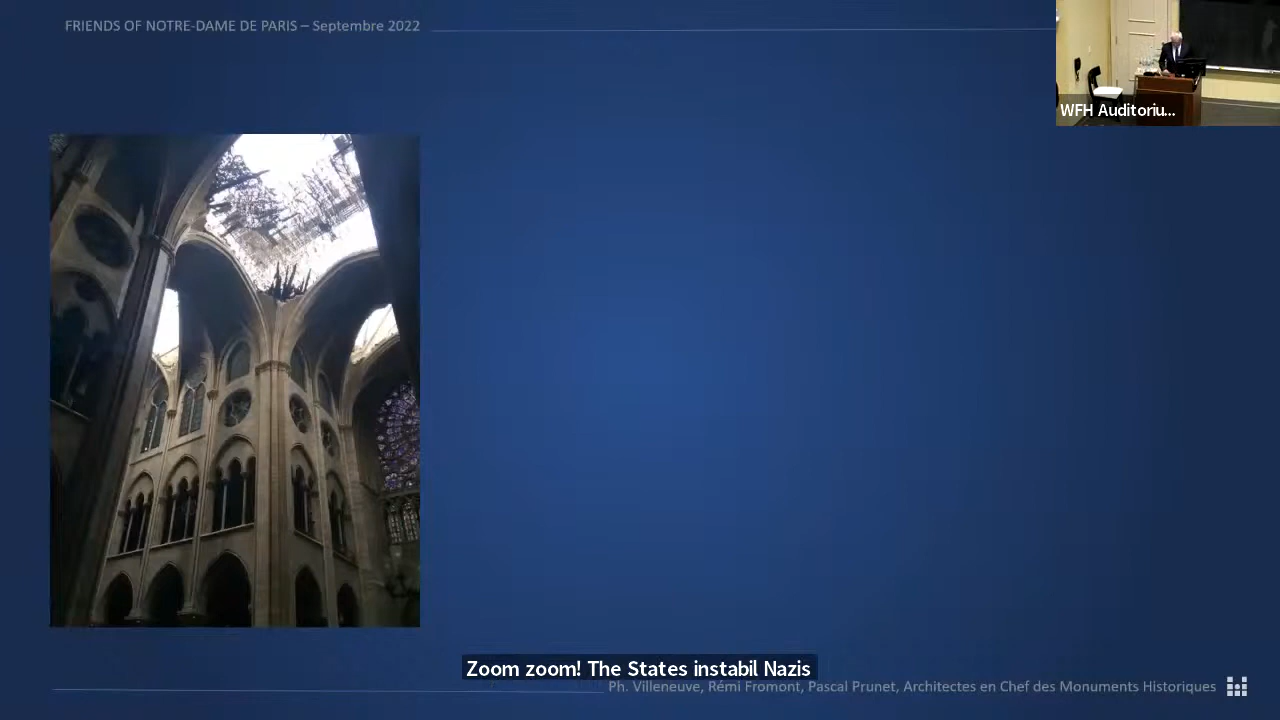 FRIENDS OF NOTRE-DAME DE PARIS – Septembre 2022
WFH Auditoriu...
Zoom zoom! The States instabil Nazis
Ph. Villeneuve, Rémi Fromont, Pascal Prunet, Architectes en Chef des Monuments Historiques